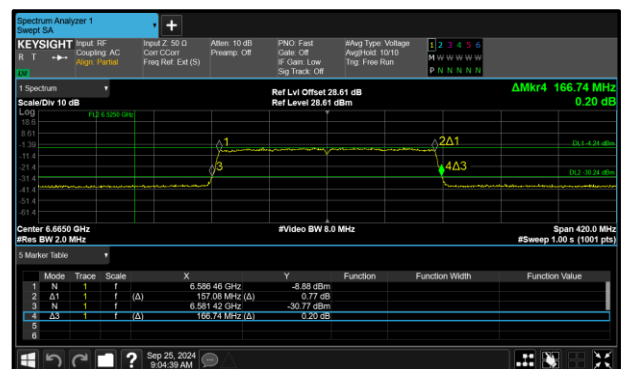 Spectrum Analyzer 1
Swept SA
KEYSIGHT Input: RF Input Z: 50 Ω Atten: 10 dB PNO: Fast #Avg Type: Voltage 1 2 3 4 5 6
R T Coupling: AC Corr CCorr Preamp: Off Gate: Off Avg|Hold: 10/10 M W W W W W
Align: Partial Freq Ref: Ext (S) IF Gain: Low Trig: Free Run
Sig Track: Off P N N N N N
LXI
1 Spectrum Ref Lvl Offset 28.61 dB ΔMkr4 166.74 MHz
Scale/Div 10 dB Ref Level 28.61 dBm 0.20 dB
Log
18.6 FL2 6.5250 GHz
8.61
-1.39 1 2Δ1 DL1 -4.24 dBm
-11.4
-21.4 3 4Δ3 DL2 -30.24 dBm
-31.4
-41.4
-51.4
-61.4
Center 6.6650 GHz #Video BW 8.0 MHz Span 420.0 MHz
#Res BW 2.0 MHz #Sweep 1.00 s (1001 pts)
5 Marker Table
Mode Trace Scale X Y Function Function Width Function Value
1 N 1 f 6.586 46 GHz -8.88 dBm
2 Δ1 1 f (Δ) 157.08 MHz (Δ) 0.77 dB
3 N 1 f 6.581 42 GHz -30.77 dBm
4 Δ3 1 f (Δ) 166.74 MHz (Δ) 0.20 dB
5
6
? Sep 25, 2024
9:04:39 AM